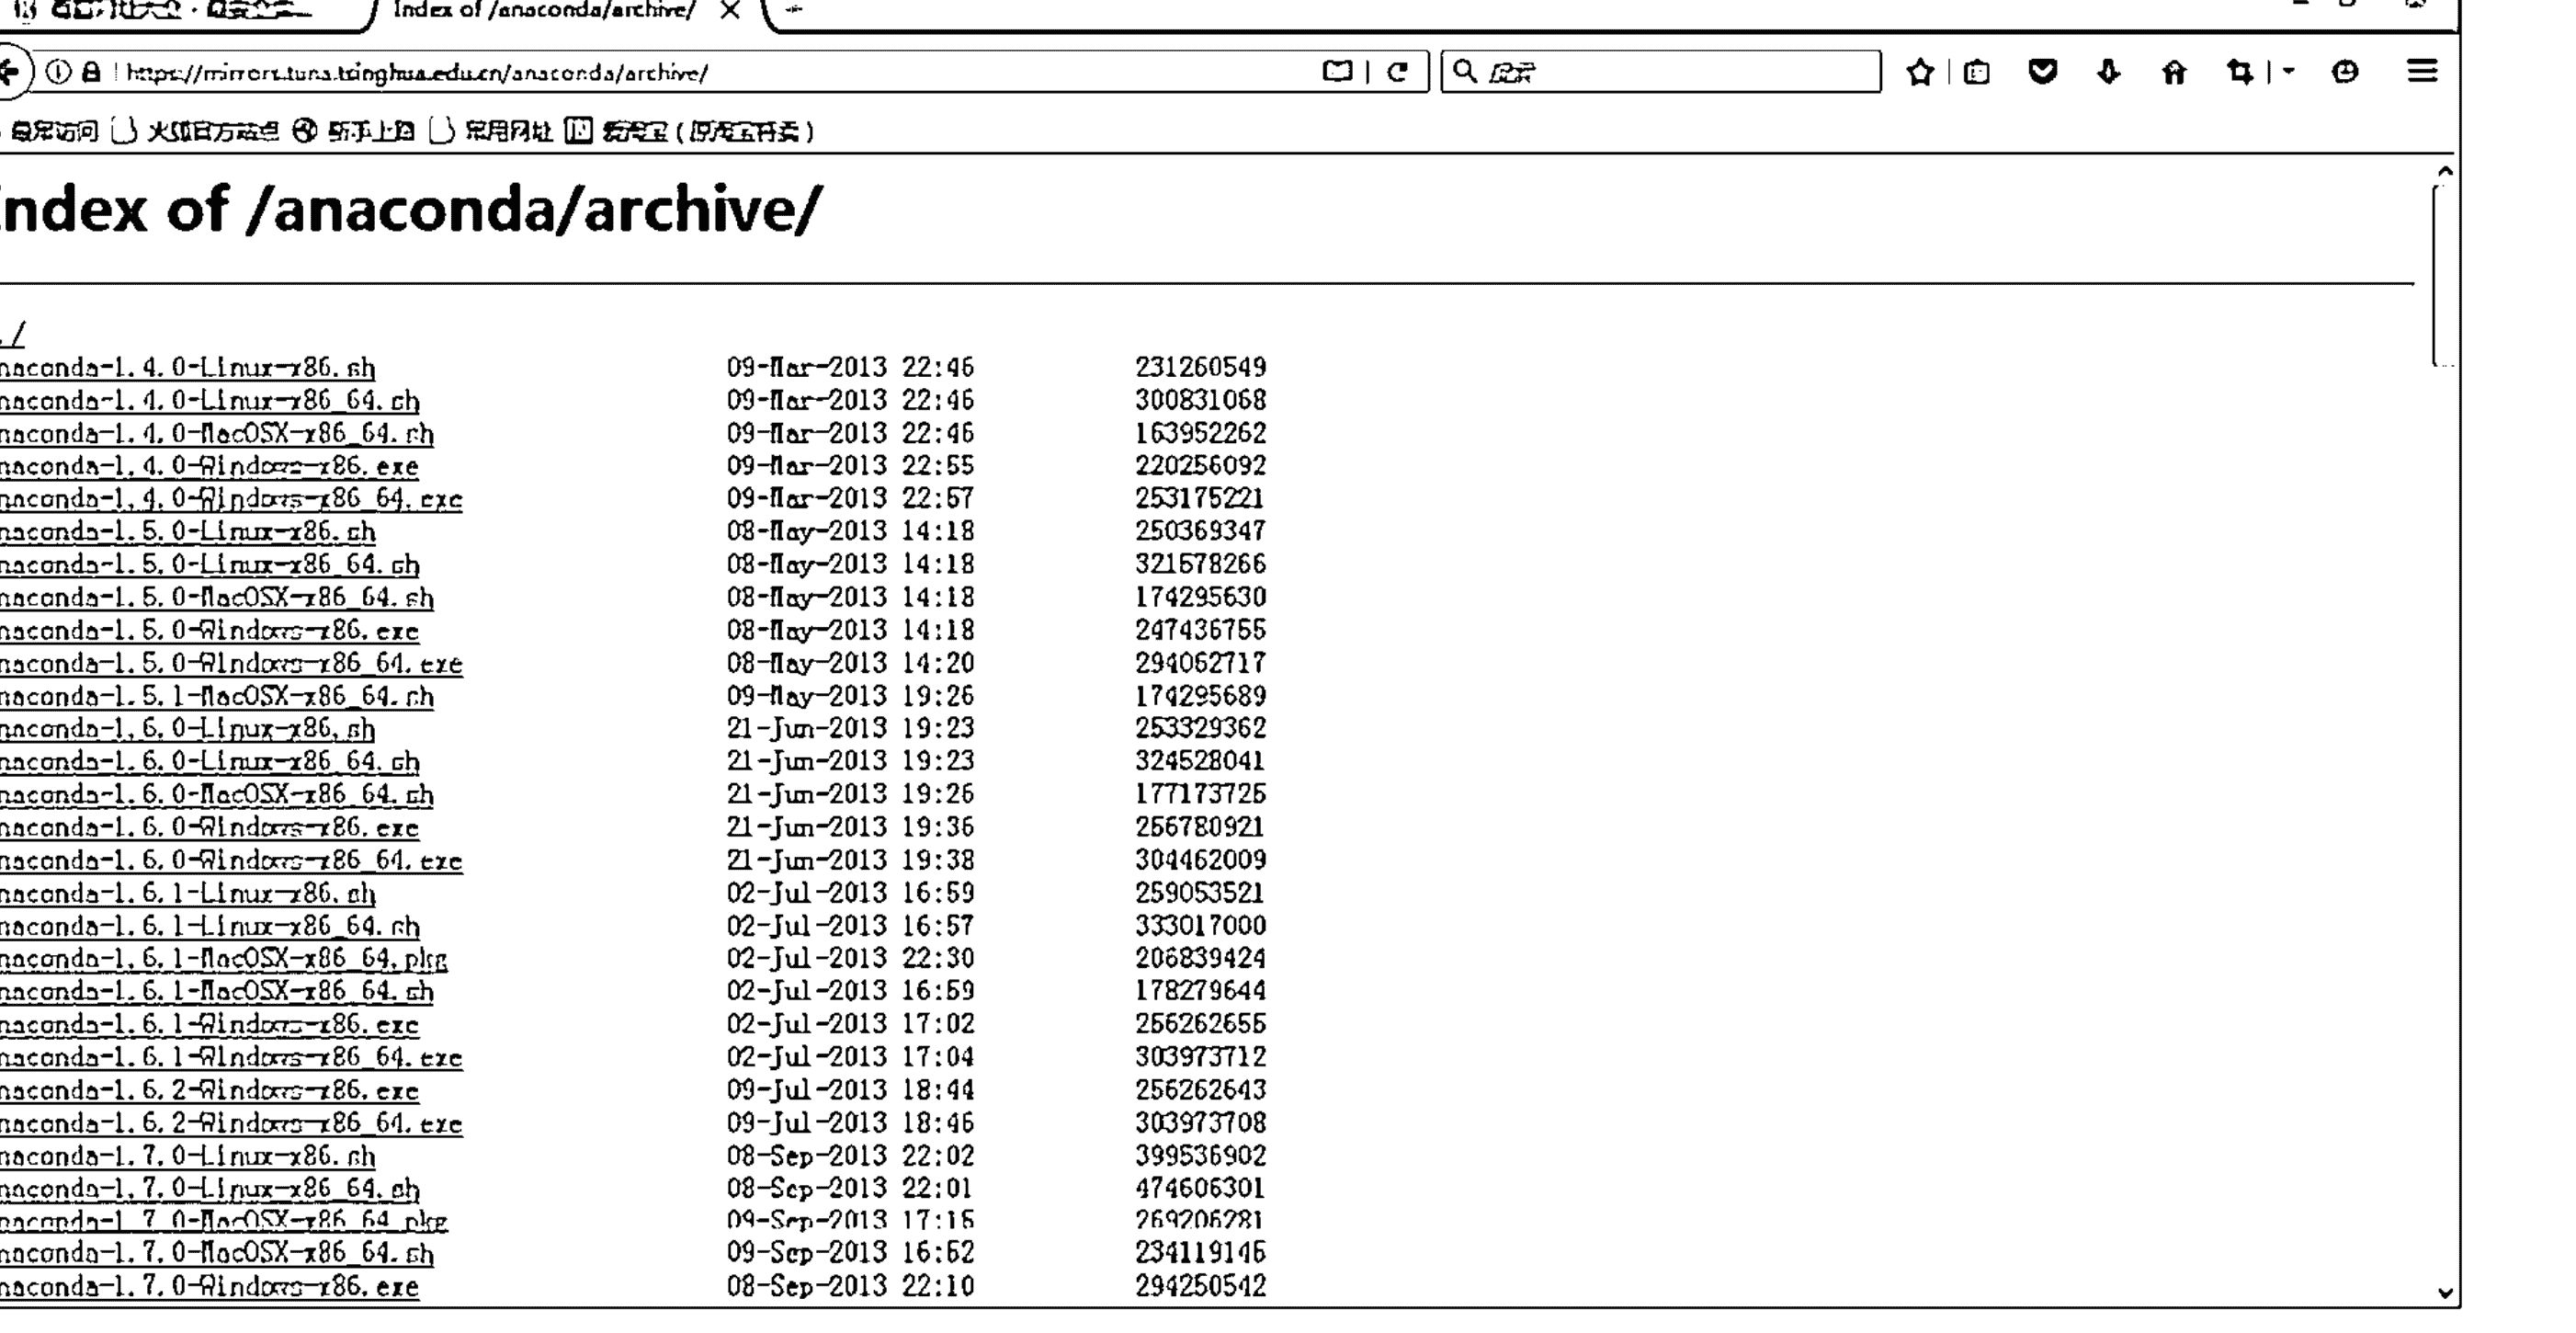 Index of /anaconda/archive/
https://mirrors.tuna.tsinghua.edu.cn/anaconda/archive/
最常访问 火狐官方站点 新手上路 常用网址
ndex of /anaconda/archive/
./
naconda-1.4.0-Linux-x86.sh 09-Mar-2013 22:46 231260549
naconda-1.4.0-Linux-x86_64.sh 09-Mar-2013 22:46 300831068
naconda-1.4.0-MacOSX-x86_64.sh 09-Mar-2013 22:46 163952262
naconda-1.4.0-Windows-x86.exe 09-Mar-2013 22:55 220256092
naconda-1.4.0-Windows-x86_64.exe 09-Mar-2013 22:57 253175221
naconda-1.5.0-Linux-x86.sh 08-May-2013 14:18 250369347
naconda-1.5.0-Linux-x86_64.sh 08-May-2013 14:18 321578266
naconda-1.5.0-MacOSX-x86_64.sh 08-May-2013 14:18 174295630
naconda-1.5.0-Windows-x86.exe 08-May-2013 14:18 247436755
naconda-1.5.0-Windows-x86_64.exe 08-May-2013 14:20 294062717
naconda-1.5.1-MacOSX-x86_64.sh 09-May-2013 19:26 174295689
naconda-1.6.0-Linux-x86.sh 21-Jun-2013 19:23 253329362
naconda-1.6.0-Linux-x86_64.sh 21-Jun-2013 19:23 324528041
naconda-1.6.0-MacOSX-x86_64.sh 21-Jun-2013 19:26 177173725
naconda-1.6.0-Windows-x86.exe 21-Jun-2013 19:36 256780921
naconda-1.6.0-Windows-x86_64.exe 21-Jun-2013 19:38 304462009
naconda-1.6.1-Linux-x86.sh 02-Jul-2013 16:59 259053521
naconda-1.6.1-Linux-x86_64.sh 02-Jul-2013 16:57 333017000
naconda-1.6.1-MacOSX-x86_64.pkg 02-Jul-2013 22:30 206839424
naconda-1.6.1-MacOSX-x86_64.sh 02-Jul-2013 16:59 178279644
naconda-1.6.1-Windows-x86.exe 02-Jul-2013 17:02 256262655
naconda-1.6.1-Windows-x86_64.exe 02-Jul-2013 17:04 303973712
naconda-1.6.2-Windows-x86.exe 09-Jul-2013 18:44 256262643
naconda-1.6.2-Windows-x86_64.exe 09-Jul-2013 18:46 303973708
naconda-1.7.0-Linux-x86.sh 08-Sep-2013 22:02 399536902
naconda-1.7.0-Linux-x86_64.sh 08-Sep-2013 22:01 474606301
naconda-1.7.0-MacOSX-x86_64.pkg 09-Sep-2013 17:15 269206281
naconda-1.7.0-MacOSX-x86_64.sh 09-Sep-2013 16:52 234119146
naconda-1.7.0-Windows-x86.exe 08-Sep-2013 22:10 294250542